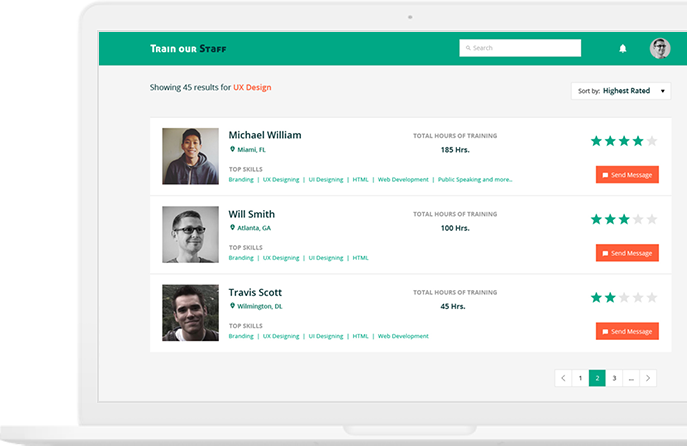 Train our Staff
Search
Showing 45 results for UX Design
Sort by: Highest Rated
Michael William
Miami, FL
TOTAL HOURS OF TRAINING
185 Hrs.
TOP SKILLS
Branding | UX Designing | UI Designing | HTML | Web Development | Public Speaking and more..
Send Message
Will Smith
Atlanta, GA
TOTAL HOURS OF TRAINING
100 Hrs.
TOP SKILLS
Branding | UX Designing | UI Designing | HTML
Send Message
Travis Scott
Wilmington, DL
TOTAL HOURS OF TRAINING
45 Hrs.
TOP SKILLS
Branding | UX Designing | UI Designing | HTML | Web Development
Send Message
1 2 3 ...